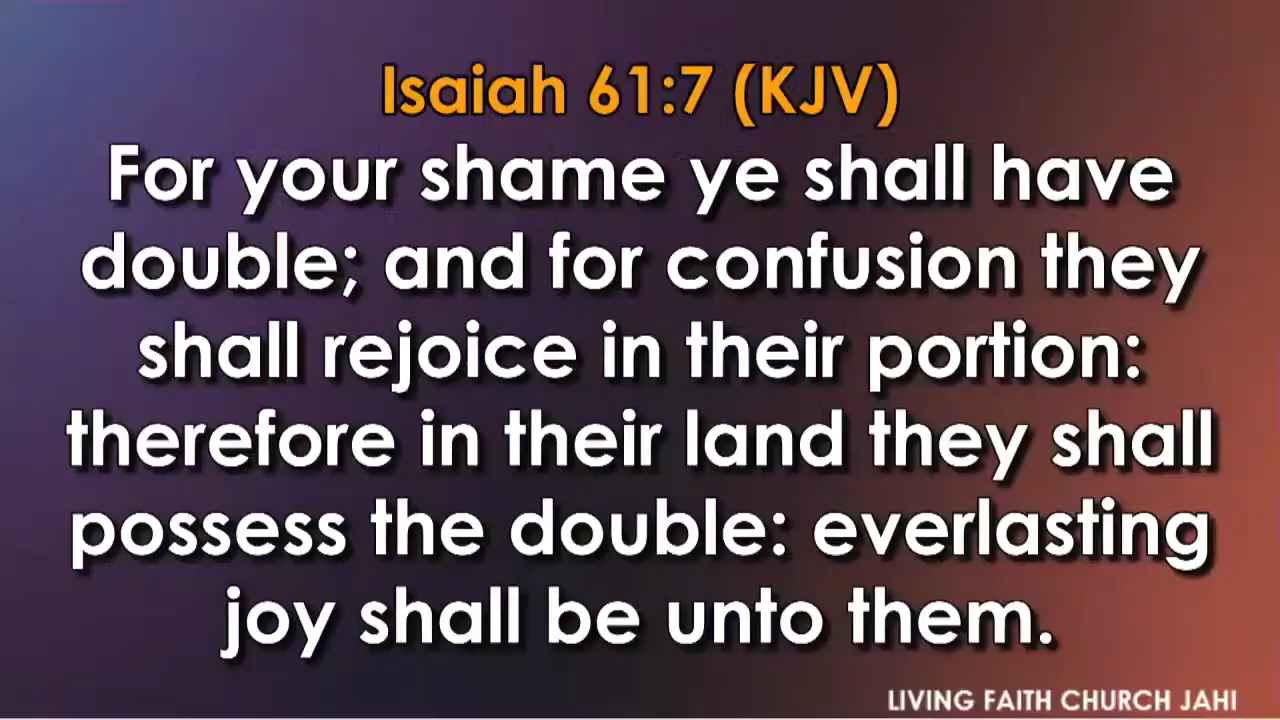 Isaiah 61:7 (KJV)
For your shame ye shall have
double; and for confusion they
shall rejoice in their portion:
therefore in their land they shall
possess the double: everlasting
joy shall be unto them.
LIVING FAITH CHURCH JAHI